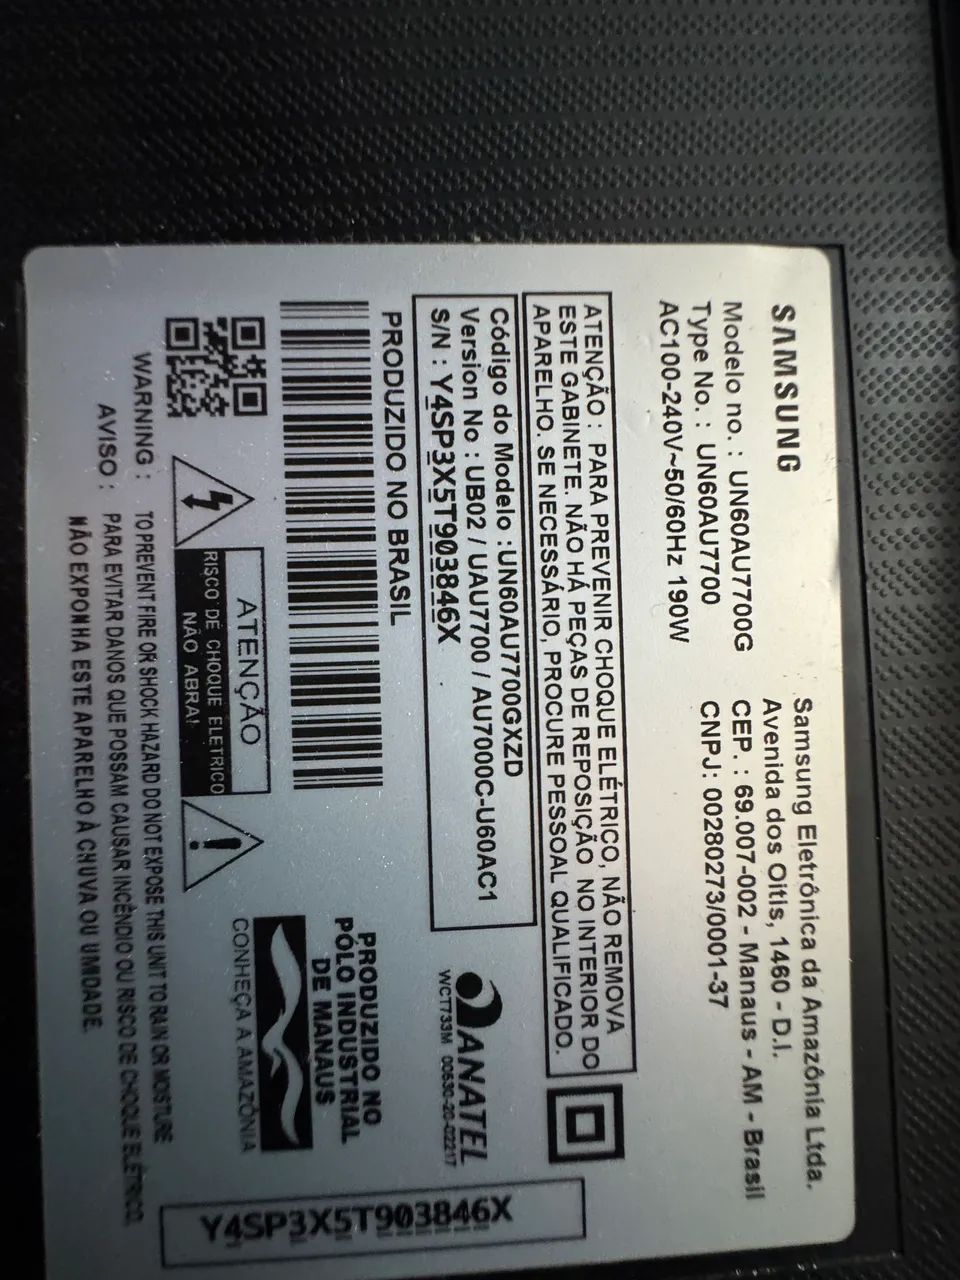 SAMSUNG
Modelo no. : UN60AU7700G
Type No. : UN60AU7700
AC100-240V~50/60Hz 190W
Samsung Eletrônica da Amazônia Ltda.
Avenida dos Oitis, 1460 - D.I.
CEP. : 69.007-002 - Manaus - AM - Brasil
CNPJ: 00280273/0001-37
ATENÇÃO : PARA PREVENIR CHOQUE ELÉTRICO, NÃO REMOVA
ESTE GABINETE. NÃO HÁ PEÇAS DE REPOSIÇÃO NO INTERIOR DO
APARELHO. SE NECESSÁRIO, PROCURE PESSOAL QUALIFICADO.
Código do Modelo :UN60AU7700GXZD
Version No : UB02 / UAU7700 / AU7000C-U60AC1
S/N : Y4SP3X5T903846X
ANATEL
WCT733M 00530-20-02217
PRODUZIDO NO BRASIL
PRODUZIDO NO
PÓLO INDUSTRIAL
DE MANAUS
CONHEÇA A AMAZÔNIA
ATENÇÃO
RISCO DE CHOQUE ELETRICO
NÃO ABRA!
WARNING : TO PREVENT FIRE OR SHOCK HAZARD DO NOT EXPOSE THIS UNIT TO RAIN OR MOISTURE
AVISO : PARA EVITAR DANOS QUE POSSAM CAUSAR INCÊNDIO OU RISCO DE CHOQUE ELÉTRICO,
NÃO EXPONHA ESTE APARELHO À CHUVA OU UMIDADE.
Y4SP3X5T903846X